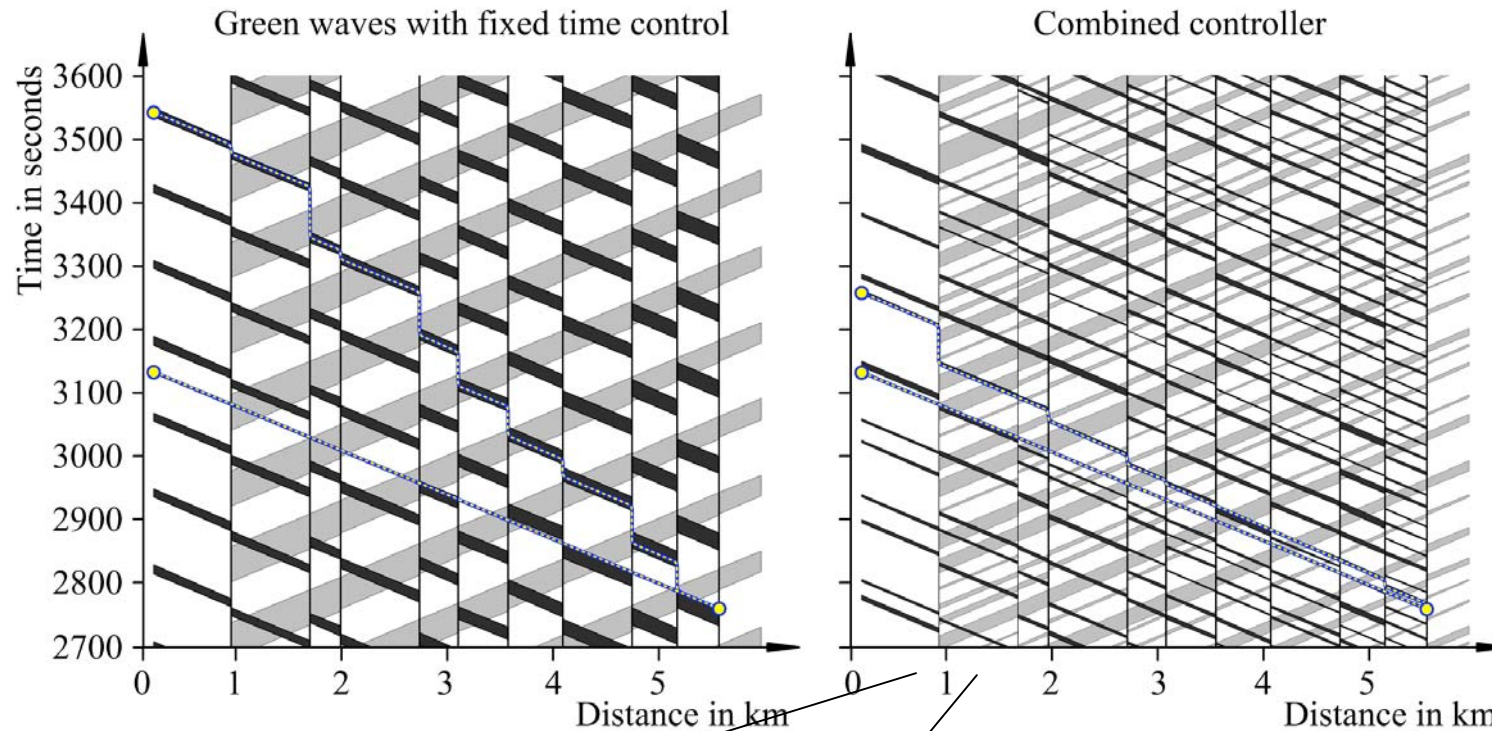 Green waves with fixed time control
Combined controller
Time in seconds
3600
3500
3400
3300
3200
3100
3000
2900
2800
2700
0 1 2 3 4 5
Distance in km
0 1 2 3 4 5
Distance in km